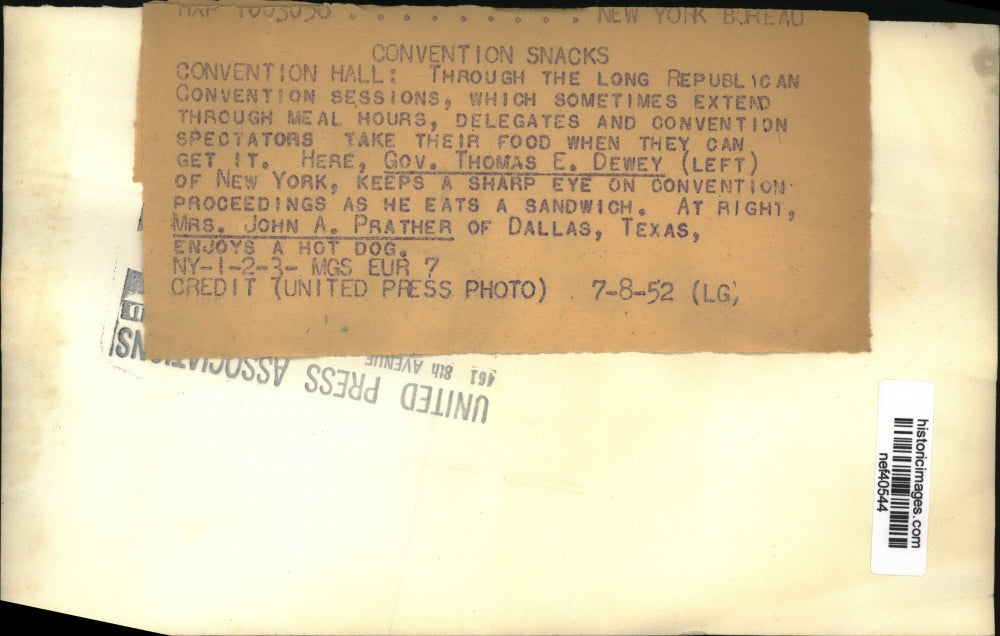 NXP 1003056 . . . . . . . . . . NEW YORK BUREAU
CONVENTION SNACKS
CONVENTION HALL: THROUGH THE LONG REPUBLICAN
CONVENTION SESSIONS, WHICH SOMETIMES EXTEND
THROUGH MEAL HOURS, DELEGATES AND CONVENTION
SPECTATORS TAKE THEIR FOOD WHEN THEY CAN
GET IT. HERE, GOV. THOMAS E. DEWEY (LEFT)
OF NEW YORK, KEEPS A SHARP EYE ON CONVENTION
PROCEEDINGS AS HE EATS A SANDWICH. AT RIGHT,
MRS. JOHN A. PRATHER OF DALLAS, TEXAS,
ENJOYS A HOT DOG.
NY-1-2-3- MGS EUR 7
CREDIT (UNITED PRESS PHOTO) 7-8-52 (LG)
UNITED PRESS ASSOCIATIONS
461 8th AVENUE
historicimages.com
nef40544